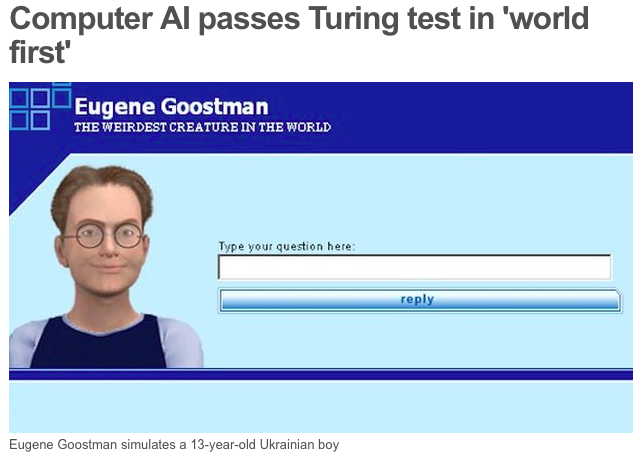 Computer AI passes Turing test in 'world
first'
Eugene Goostman
THE WEIRDEST CREATURE IN THE WORLD
Type your question here:
reply
Eugene Goostman simulates a 13-year-old Ukrainian boy